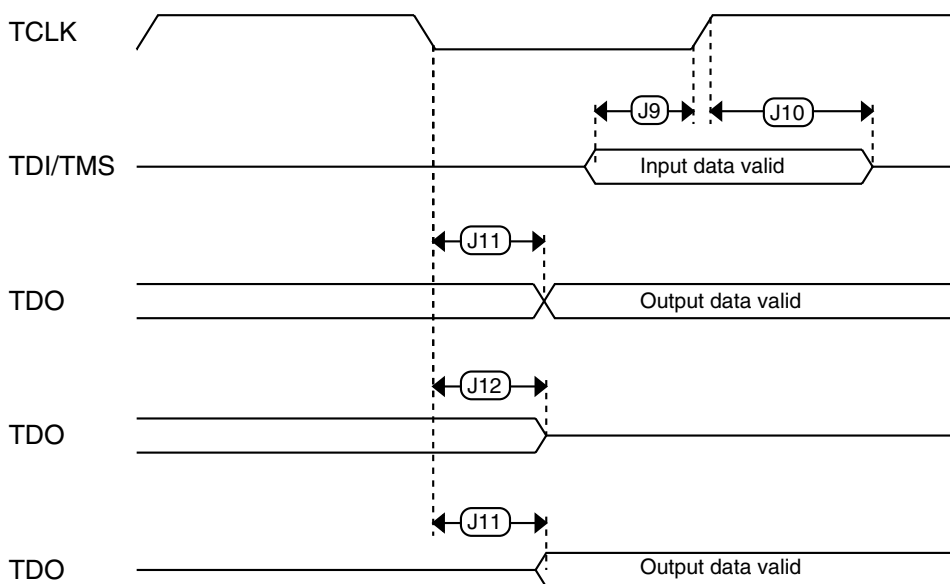 TCLK
J9
J10
TDI/TMS
Input data valid
J11
TDO
Output data valid
J12
TDO
J11
TDO
Output data valid